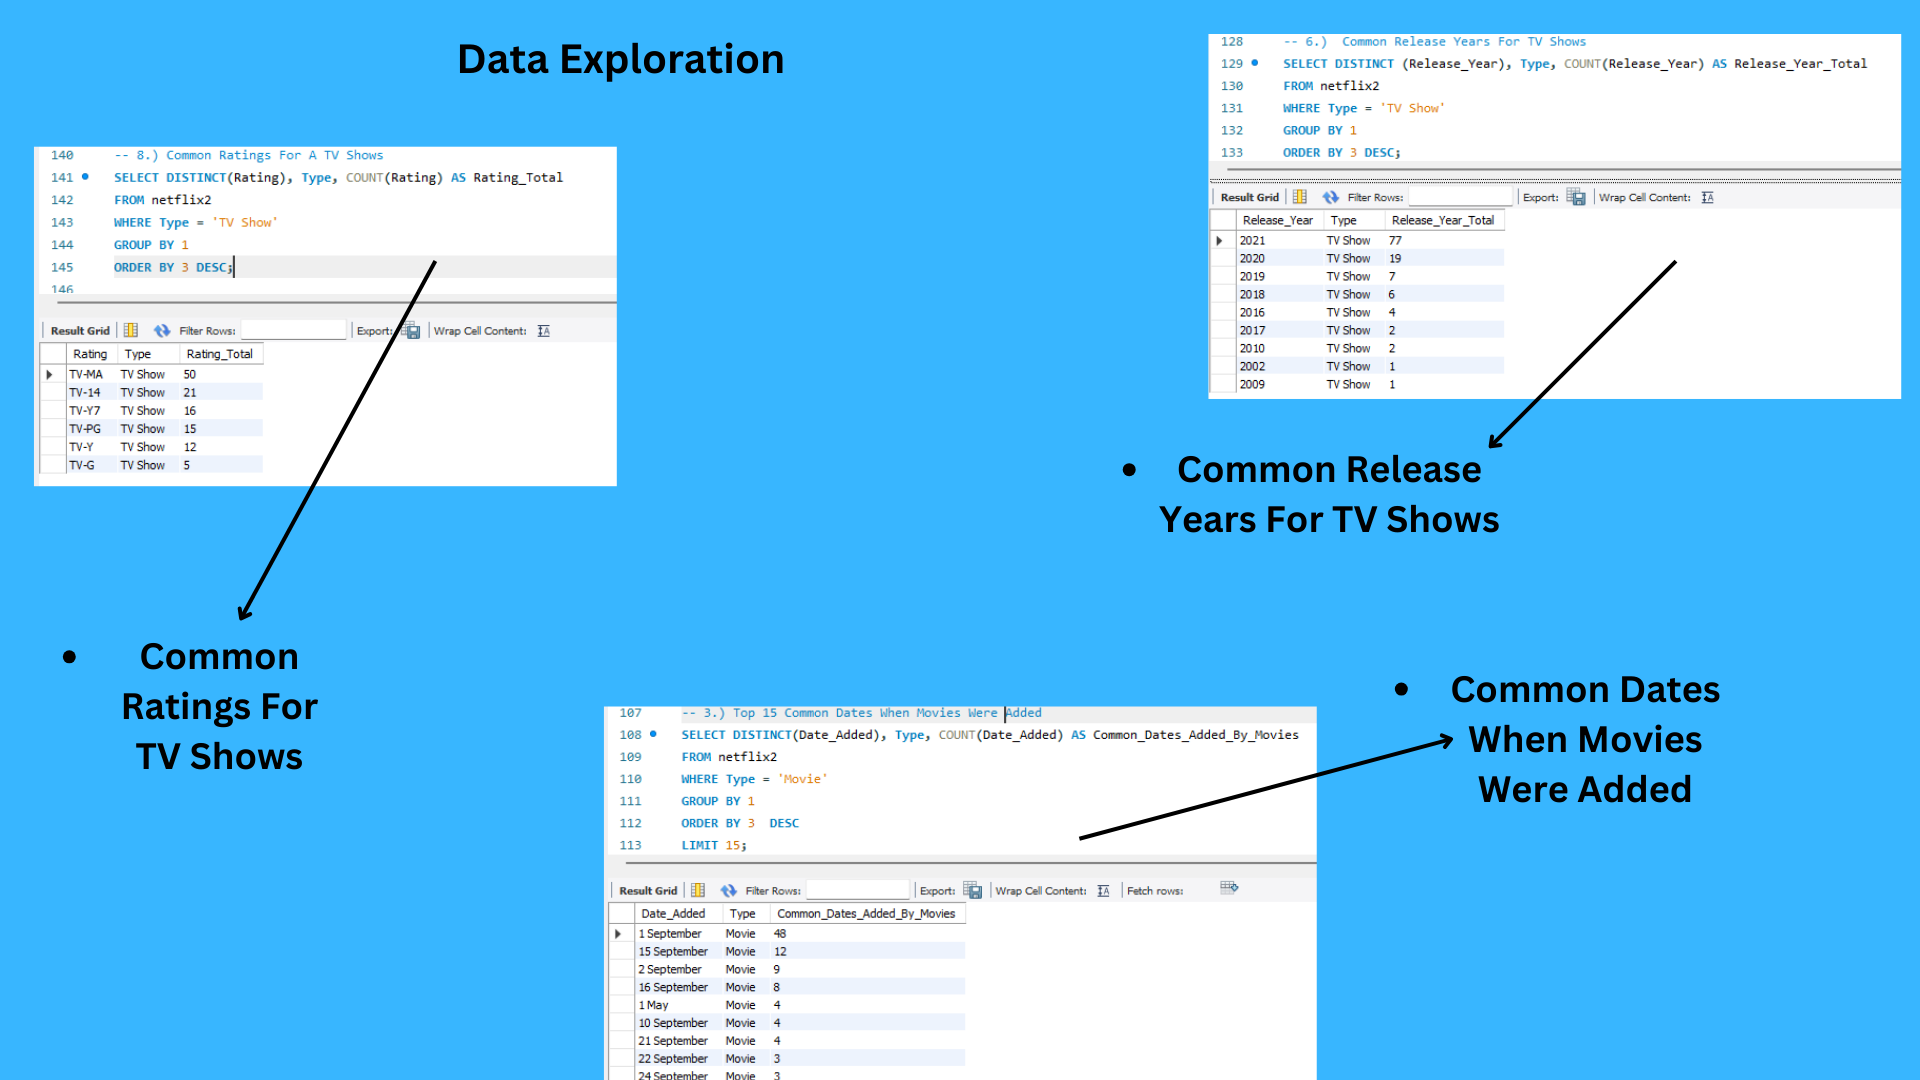 Data Exploration
140 -- 8.) Common Ratings For A TV Shows
141 SELECT DISTINCT(Rating), Type, COUNT(Rating) AS Rating_Total
142 FROM netflix2
143 WHERE Type = 'TV Show'
144 GROUP BY 1
145 ORDER BY 3 DESC;
146
Result Grid Filter Rows: Export: Wrap Cell Content:
Rating Type Rating_Total
TV-MA TV Show 50
TV-14 TV Show 21
TV-Y7 TV Show 16
TV-PG TV Show 15
TV-Y TV Show 12
TV-G TV Show 5
• Common
Ratings For
TV Shows
128 -- 6.) Common Release Years For TV Shows
129 SELECT DISTINCT (Release_Year), Type, COUNT(Release_Year) AS Release_Year_Total
130 FROM netflix2
131 WHERE Type = 'TV Show'
132 GROUP BY 1
133 ORDER BY 3 DESC;
Result Grid Filter Rows: Export: Wrap Cell Content:
Release_Year Type Release_Year_Total
2021 TV Show 77
2020 TV Show 19
2019 TV Show 7
2018 TV Show 6
2016 TV Show 4
2017 TV Show 2
2010 TV Show 2
2002 TV Show 1
2009 TV Show 1
• Common Release
Years For TV Shows
107 -- 3.) Top 15 Common Dates When Movies Were Added
108 SELECT DISTINCT(Date_Added), Type, COUNT(Date_Added) AS Common_Dates_Added_By_Movies
109 FROM netflix2
110 WHERE Type = 'Movie'
111 GROUP BY 1
112 ORDER BY 3 DESC
113 LIMIT 15;
Result Grid Filter Rows: Export: Wrap Cell Content: Fetch rows:
Date_Added Type Common_Dates_Added_By_Movies
1 September Movie 48
15 September Movie 12
2 September Movie 9
16 September Movie 8
1 May Movie 4
10 September Movie 4
21 September Movie 4
22 September Movie 3
24 September Movie 3
• Common Dates
When Movies
Were Added